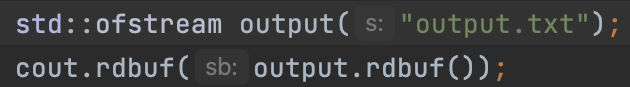 std::ofstream output( s: "output.txt");
cout.rdbuf( sb: output.rdbuf());